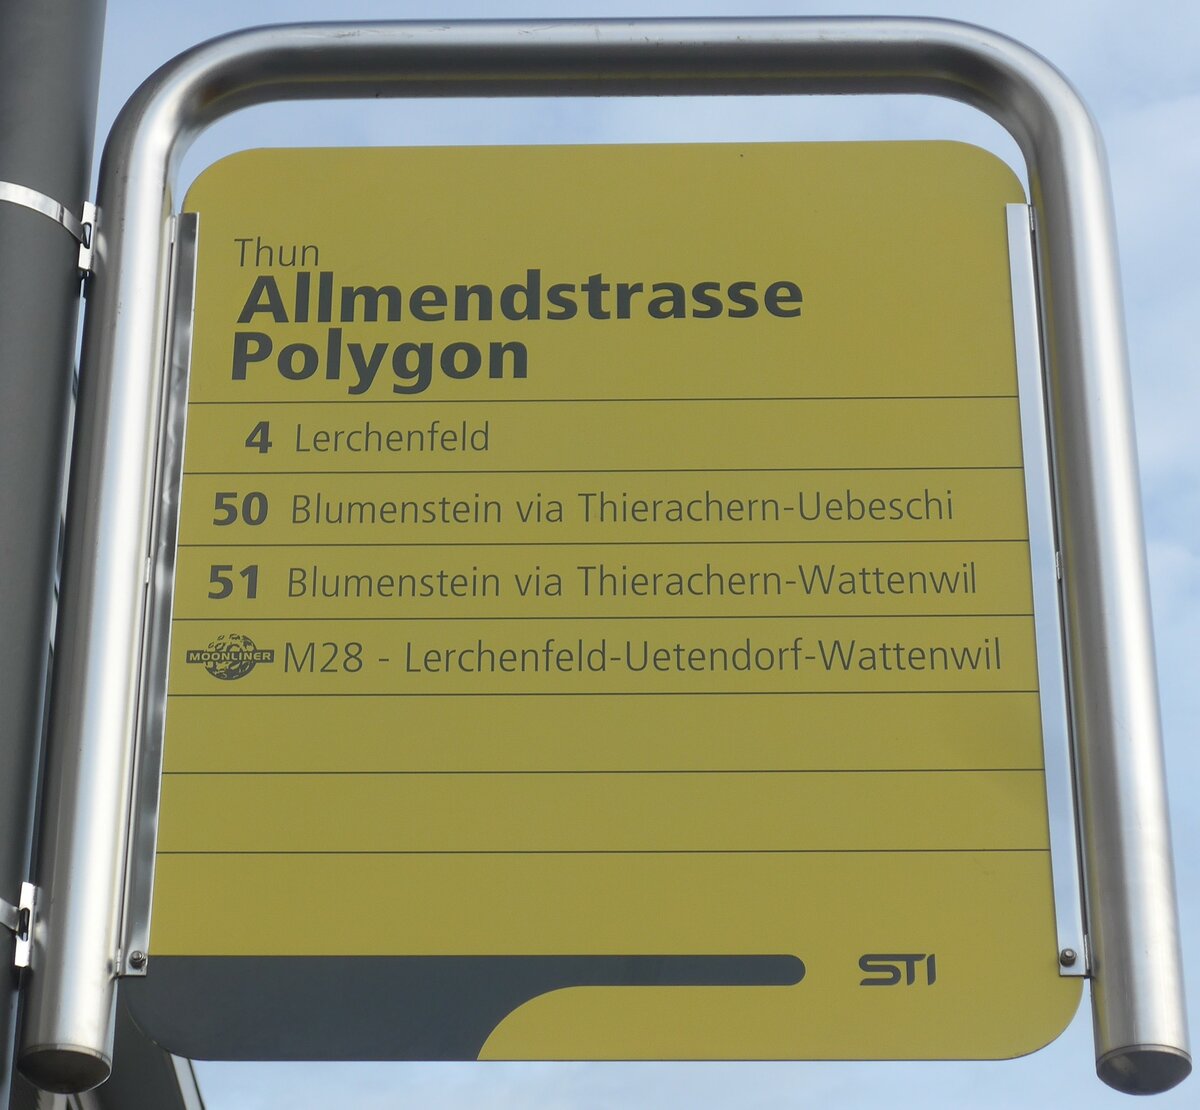 Thun
Allmendstrasse
Polygon
4 Lerchenfeld
50 Blumenstein via Thierachern-Uebeschi
51 Blumenstein via Thierachern-Wattenwil
MOONLINER M28 - Lerchenfeld-Uetendorf-Wattenwil
STI